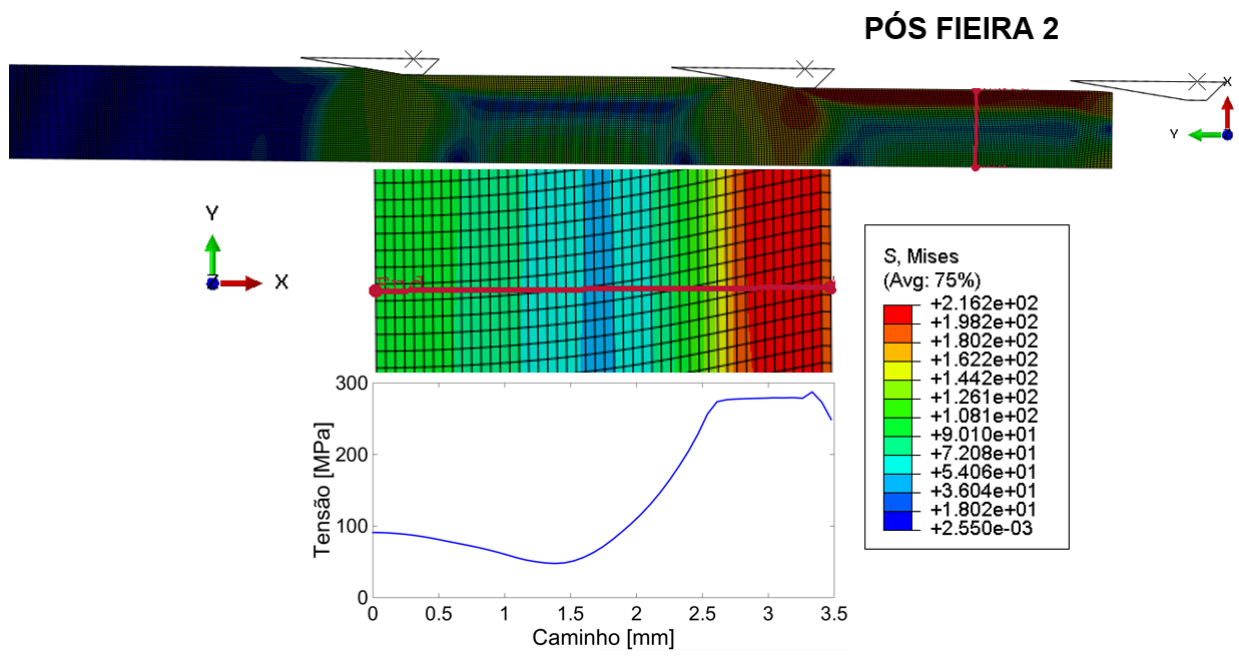 PÓS FIEIRA 2
X
Y
Y
X
Z
S, Mises
(Avg: 75%)
+2.162e+02
+1.982e+02
+1.802e+02
+1.622e+02
+1.442e+02
+1.261e+02
+1.081e+02
+9.010e+01
+7.208e+01
+5.406e+01
+3.604e+01
+1.802e+01
+2.550e-03
300
200
100
0
Tensão [MPa]
0
0.5
1
1.5
2
2.5
3
3.5
Caminho [mm]